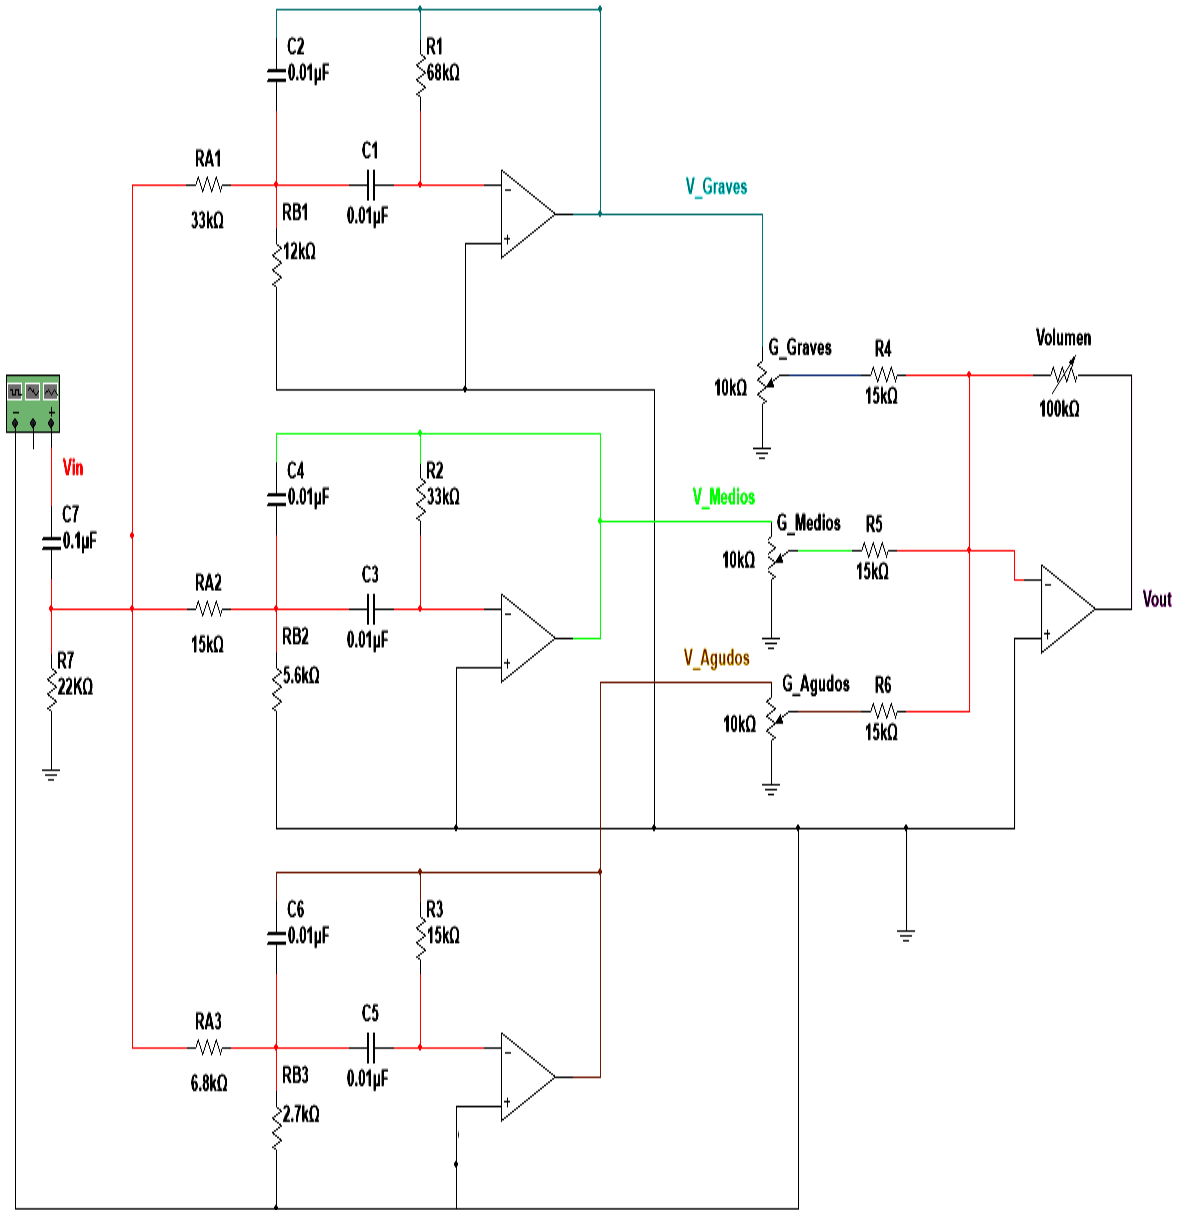 C2
0.01µF
R1
68kΩ
RA1
33kΩ
C1
0.01µF
RB1
12kΩ
-
+
V_Graves
G_Graves
10kΩ
R4
15kΩ
Volumen
100kΩ
-
+
Vin
C7
0.1µF
R7
22KΩ
C4
0.01µF
R2
33kΩ
RA2
15kΩ
C3
0.01µF
RB2
5.6kΩ
-
+
V_Medios
G_Medios
10kΩ
R5
15kΩ
-
+
Vout
V_Agudos
G_Agudos
10kΩ
R6
15kΩ
C6
0.01µF
R3
15kΩ
RA3
6.8kΩ
C5
0.01µF
RB3
2.7kΩ
-
+